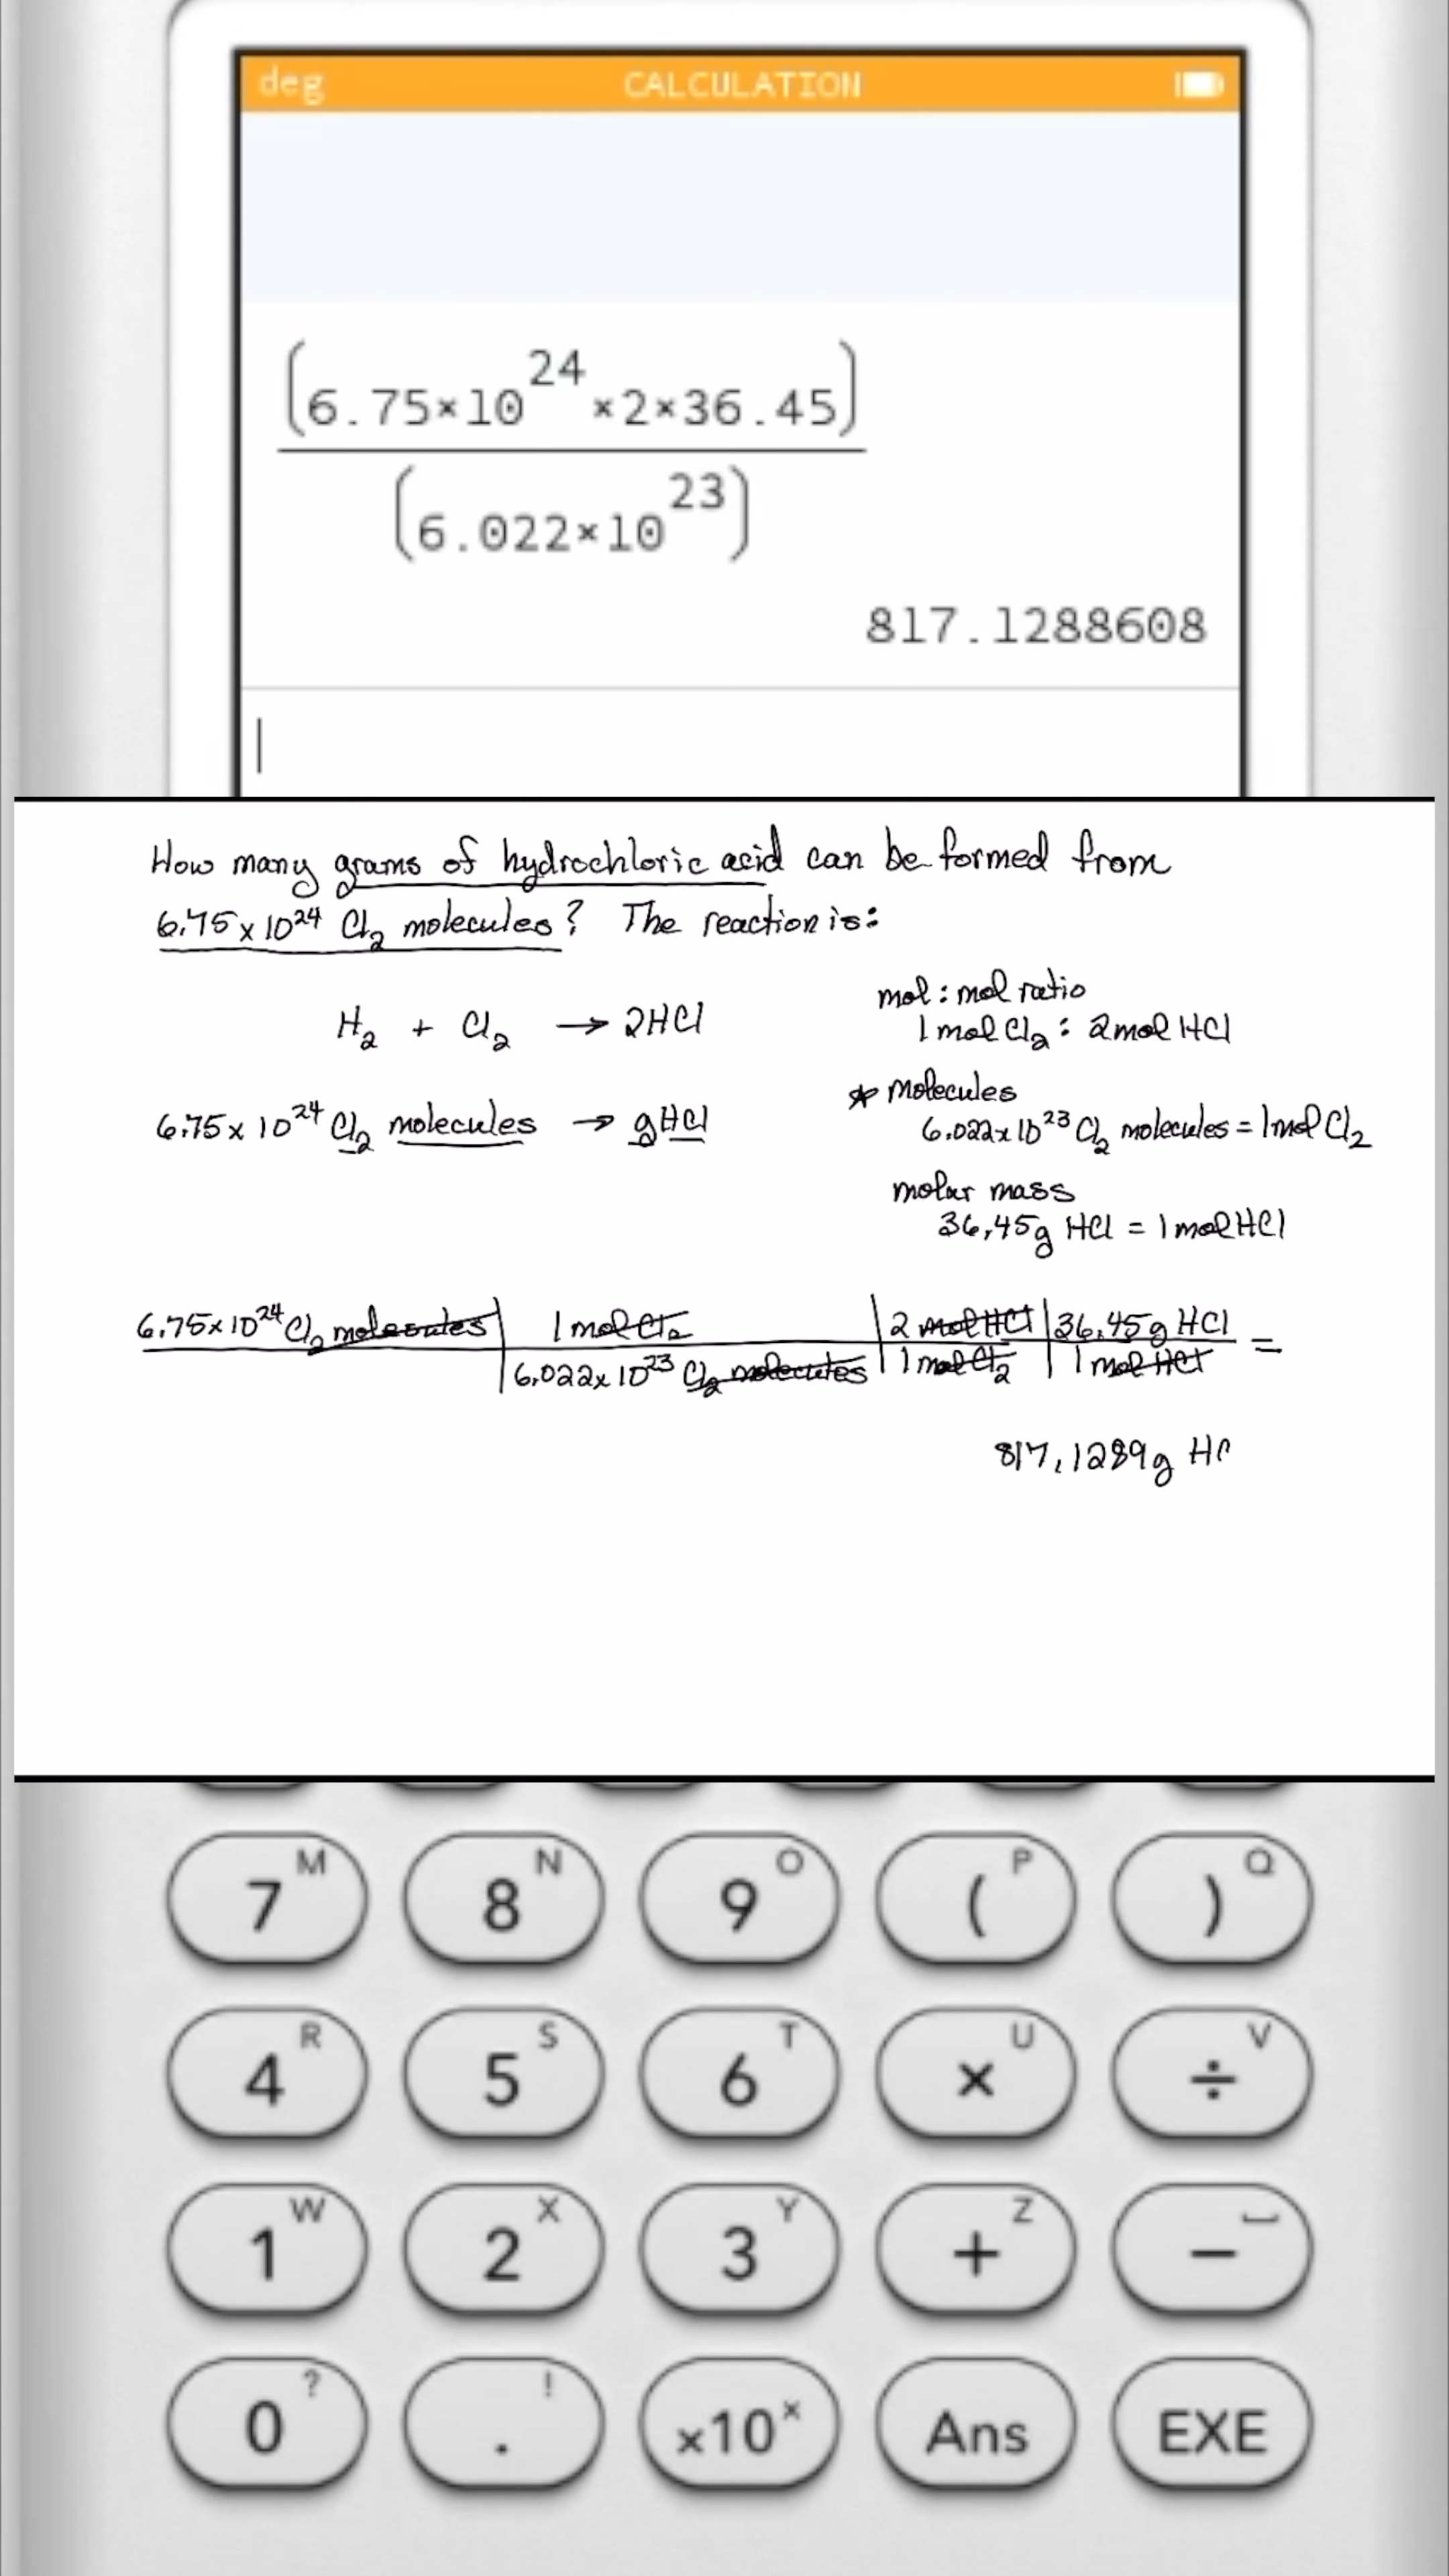 deg CALCULATION
(6.75×10^24×2×36.45)
(6.022×10^23)
817.1288608
How many grams of hydrochloric acid can be formed from
6.75 x 10^24 Cl₂ molecules? The reaction is:
H₂ + Cl₂ → 2HCl
mol : mol ratio
1 mol Cl₂ : 2 mol HCl
6.75 x 10^24 Cl₂ molecules → g HCl
* molecules
6.022 x 10^23 Cl₂ molecules = 1 mol Cl₂
molar mass
36.45g HCl = 1 mol HCl
6.75 x 10^24 Cl₂ molecules | 1 mol Cl₂ | 2 mol HCl | 36.45g HCl =
6.022 x 10^23 Cl₂ molecules | 1 mol Cl₂ | 1 mol HCl
817.1289g HC
7 M 8 N 9 O ( P ) Q
4 R 5 S 6 T × U ÷ V
1 W 2 X 3 Y + Z −
0 ? . ! ×10^x Ans EXE